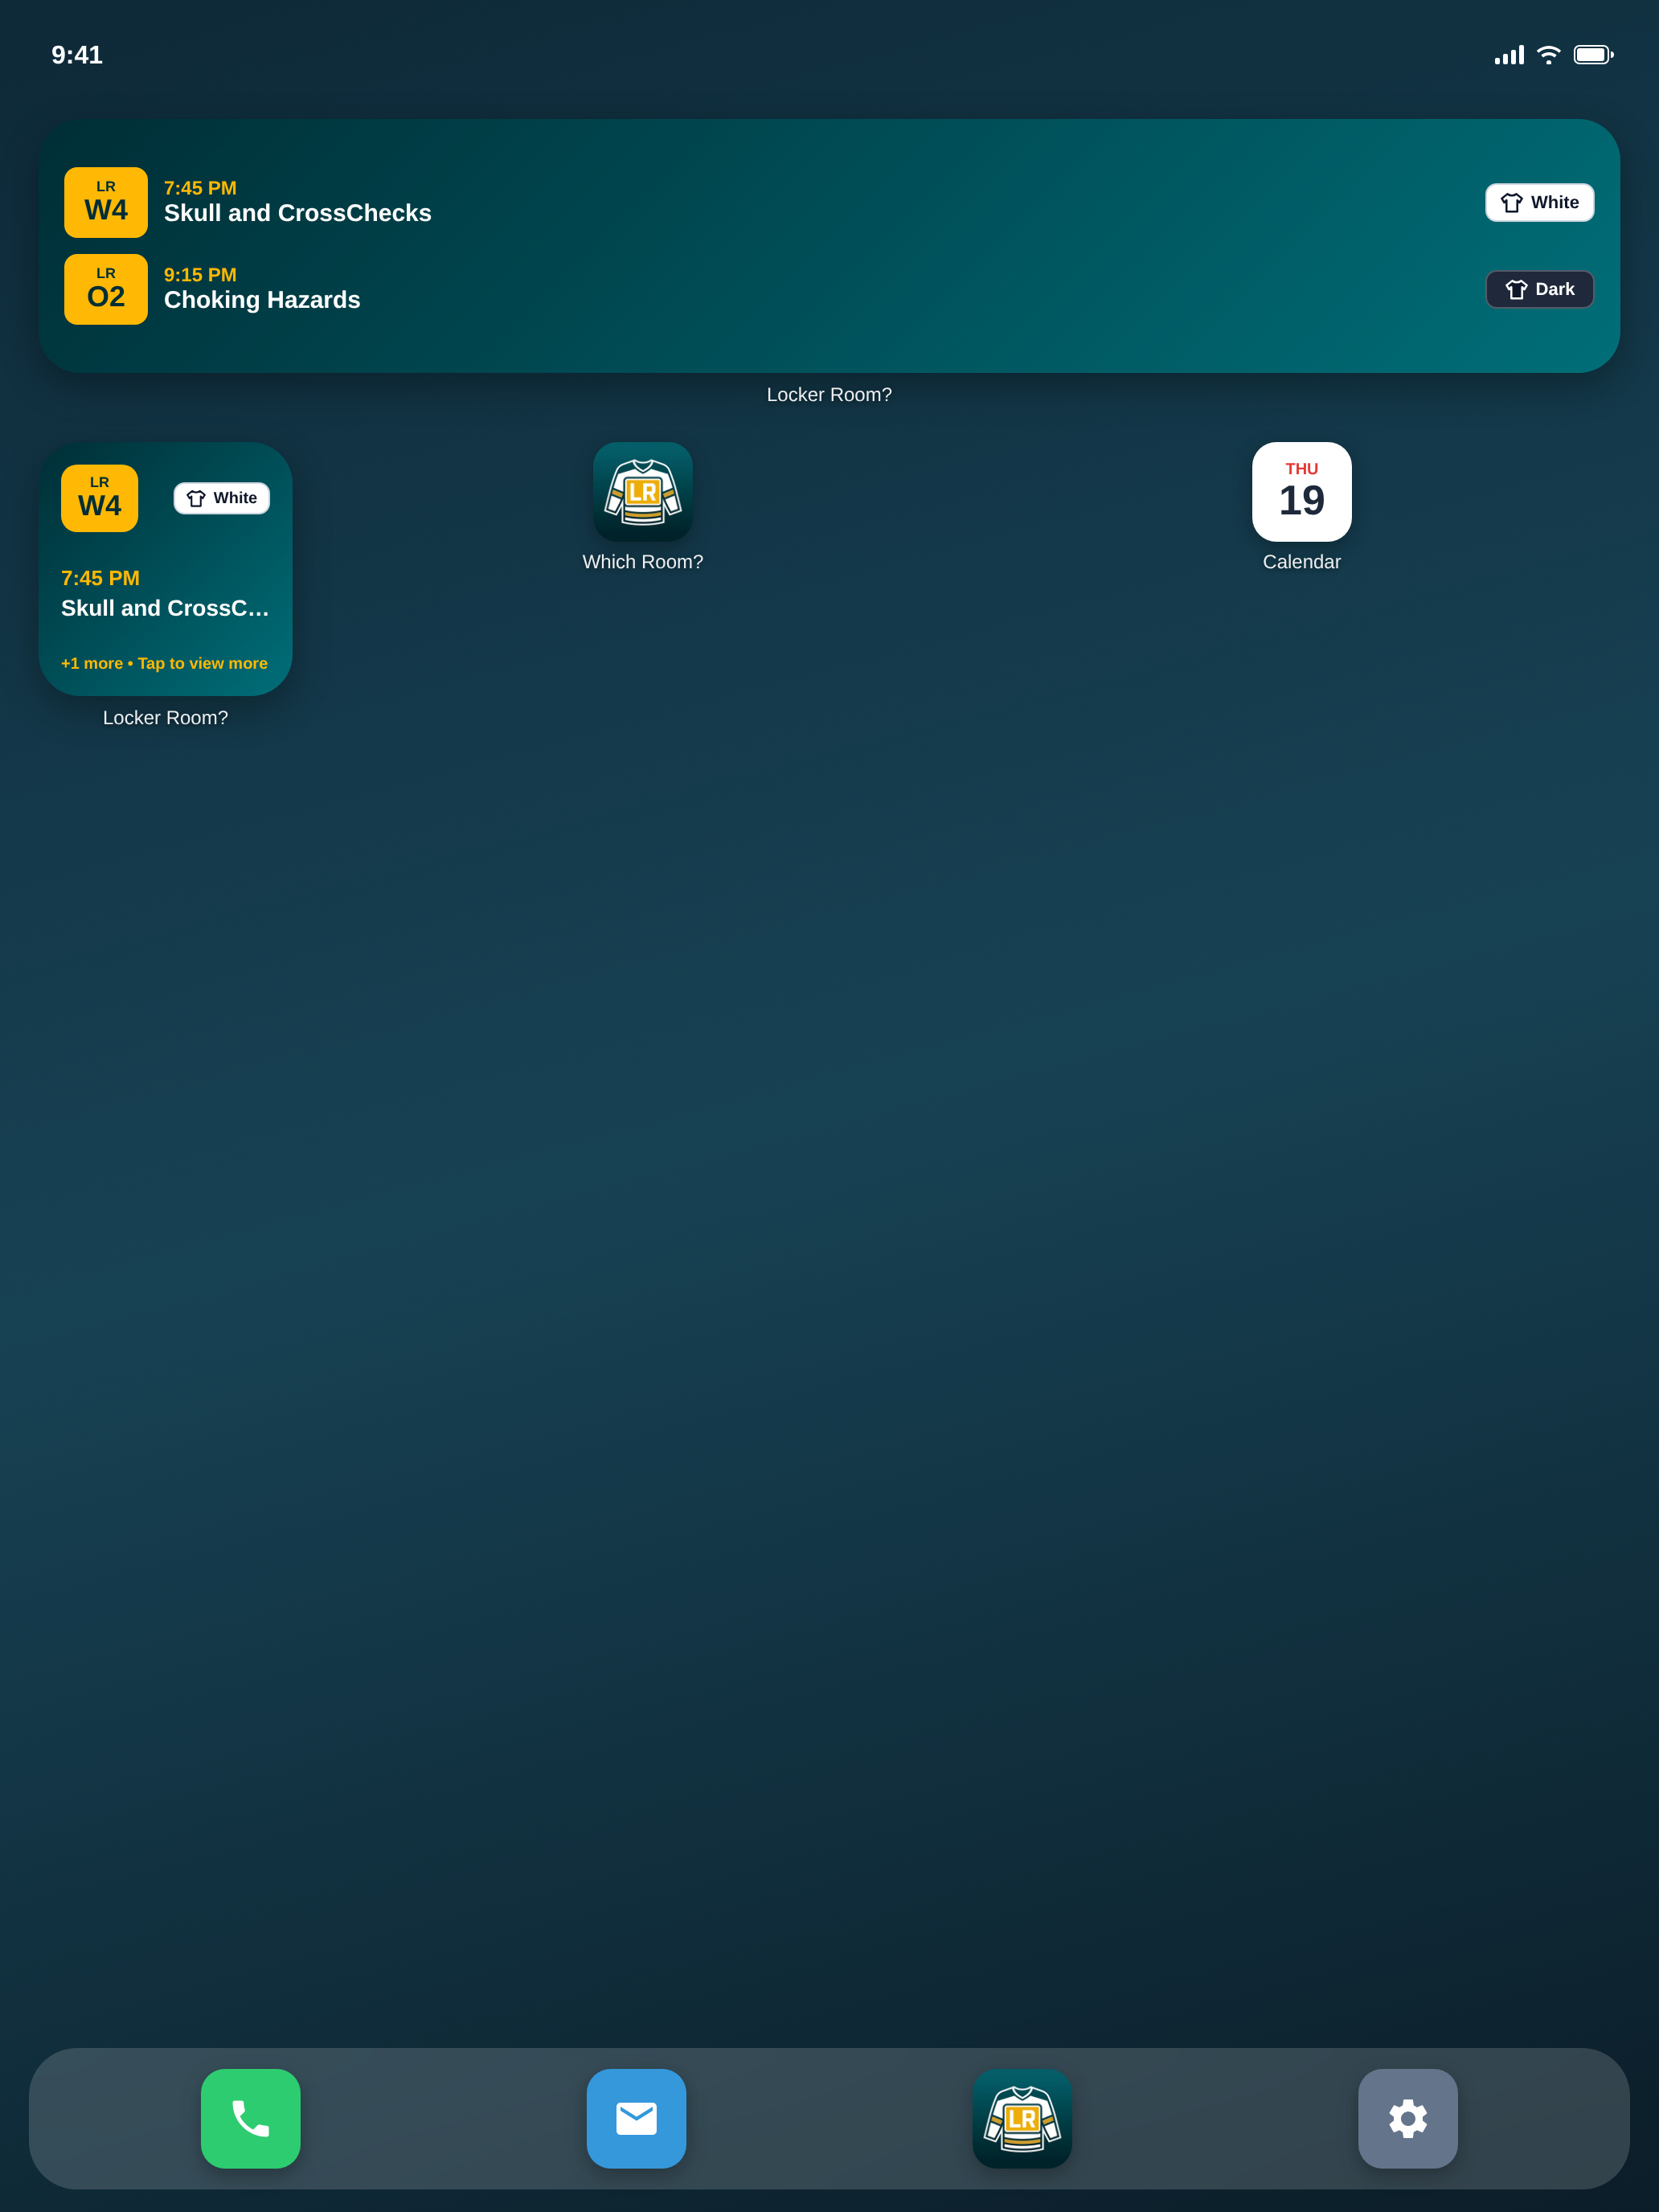 9:41
LR
W4
7:45 PM
Skull and CrossChecks
White
LR
O2
9:15 PM
Choking Hazards
Dark
Locker Room?
LR
W4
White
7:45 PM
Skull and CrossC...
+1 more • Tap to view more
Locker Room?
LR
Which Room?
THU
19
Calendar
LR